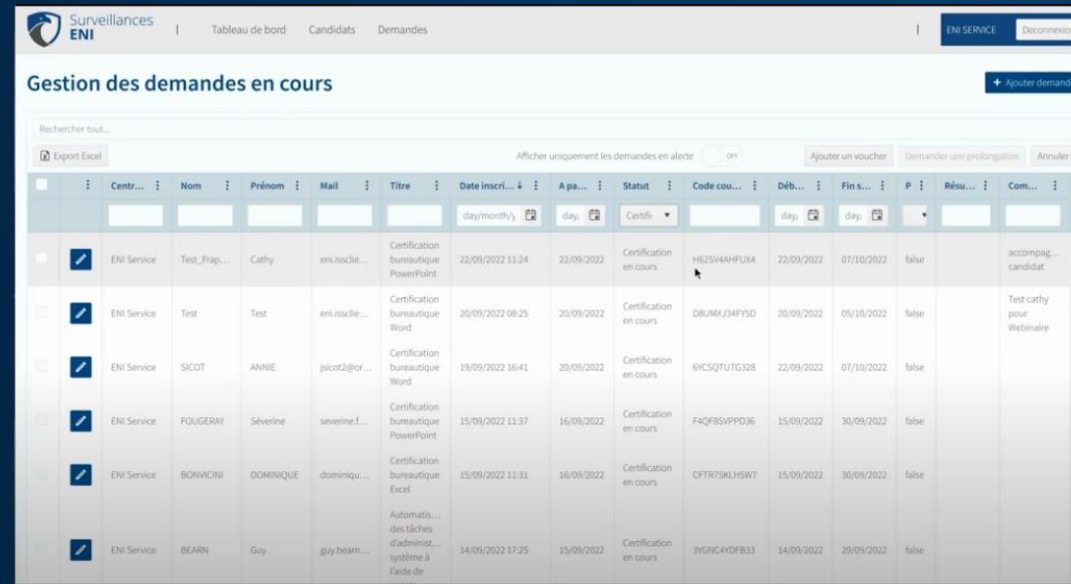 Surveillances
ENI
| Tableau de bord Candidats Demandes | ENI SERVICE Deconnexion
Gestion des demandes en cours
+ Ajouter demand
Rechercher tout...
Export Excel Afficher uniquement les demandes en alerte OFF Ajouter un voucher Demander une prolongation Annuler
Centr... Nom Prénom Mail Titre Date inscri... A pa... Statut Code cou... Déb... Fin s... P Résu... Com...
day/month/y day, Certifi day, day,
ENI Service Test_Frap... Cathy eni.issclie... Certification bureautique PowerPoint 22/09/2022 11:24 22/09/2022 Certification en cours H62SV4AHFUX4 22/09/2022 07/10/2022 false accompag... candidat
ENI Service Test Test eni.issclie... Certification bureautique Word 20/09/2022 08:25 20/09/2022 Certification en cours D8UMXJ34FY5D 20/09/2022 05/10/2022 false Test cathy pour Webinaire
ENI Service SICOT ANNIE jsicot2@or... Certification bureautique Word 19/09/2022 16:41 20/09/2022 Certification en cours 6YCSQTUTG328 22/09/2022 07/10/2022 false
ENI Service FOUGERAY Séverine severine.f... Certification bureautique PowerPoint 15/09/2022 11:37 16/09/2022 Certification en cours F4QF8SVPPD36 15/09/2022 30/09/2022 false
ENI Service BONVICINI DOMINIQUE dominiqu... Certification bureautique Excel 15/09/2022 11:31 16/09/2022 Certification en cours CFTR75KLHSW7 15/09/2022 30/09/2022 false
ENI Service BEARN Guy guy.bearn... Automatis... des tâches d'administ... système à l'aide de 14/09/2022 17:25 15/09/2022 Certification en cours 3YGNC4YDFB33 14/09/2022 29/09/2022 false